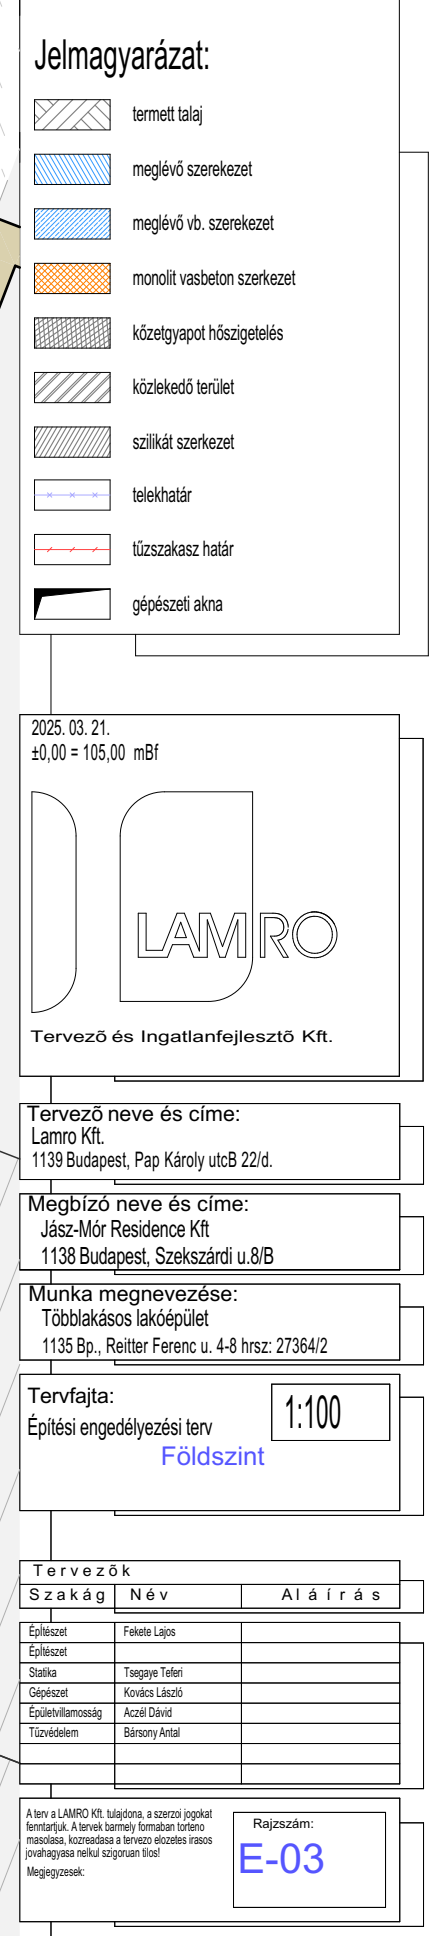 Jelmagyarázat:
termett talaj
meglévő szerekezet
meglévő vb. szerekezet
monolit vasbeton szerkezet
kőzetgyapot hőszigetelés
közlekedő terület
szilikát szerkezet
telekhatár
tűzszakasz határ
gépészeti akna
2025. 03. 21.
±0,00 = 105,00 mBf
LAMRO
Tervezõ és Ingatlanfejlesztõ Kft.
Tervezõ neve és címe:
Lamro Kft.
1139 Budapest, Pap Károly utcB 22/d.
Megbízó neve és címe:
Jász-Mór Residence Kft
1138 Budapest, Szekszárdi u.8/B
Munka megnevezése:
Többlakásos lakóépület
1135 Bp., Reitter Ferenc u. 4-8 hrsz: 27364/2
Tervfajta:
1:100
Építési engedélyezési terv
Földszint
Tervezõk
Szakág Név Aláírás
Építészet Fekete Lajos
Építészet
Statika Tsegaye Teferi
Gépészet Kovács László
Épületvillamosság Aczél Dávid
Tűzvédelem Bársony Antal
A terv a LAMRO Kft. tulajdona, a szerzoi jogokat
fenntartjuk. A tervek barmely formaban torteno
masolasa, kozreadasa a tervezo elozetes irasos
jovahagyasa nelkul szigoruan tilos!
Megjegyzesek:
Rajzszám:
E-03